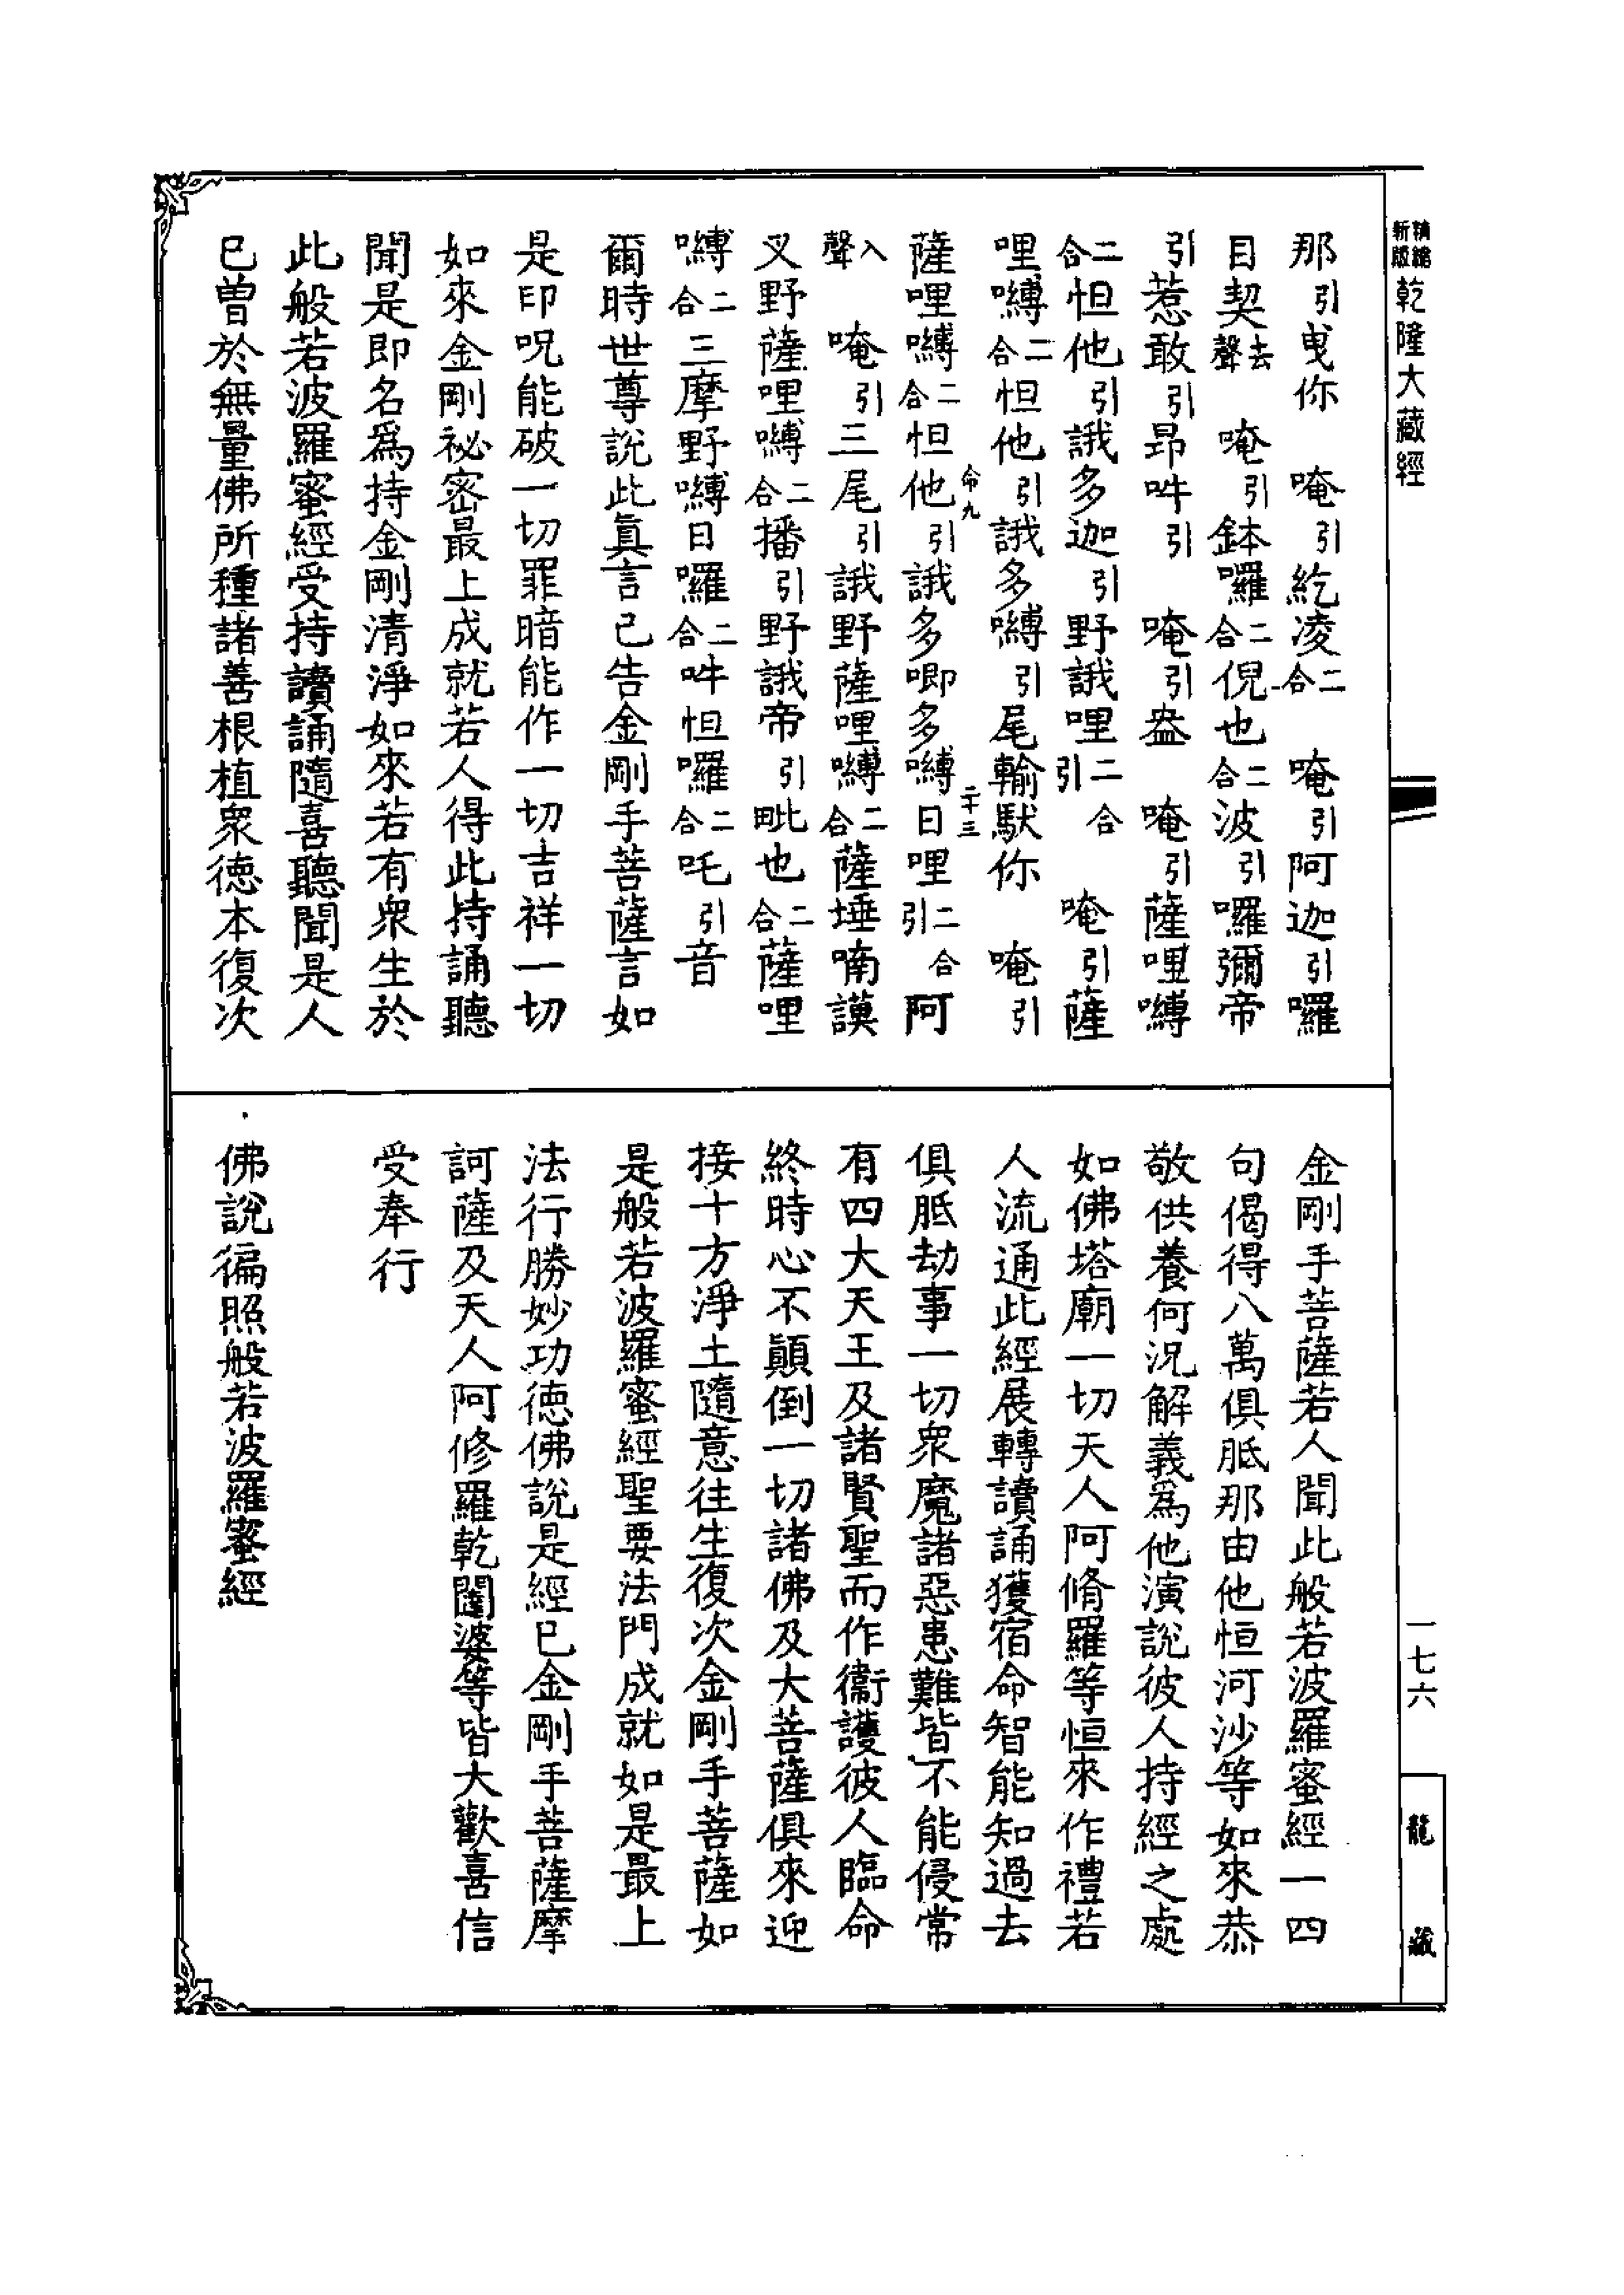 精縮新版乾隆大藏經
那引曳你　唵引紇凌二合　唵引阿迦引囉
目契去聲　唵引鉢囉二合倪也二合波引囉彌帝
引惹敢引昻吽引　唵引盎　唵引薩哩嚩
二合怛他引誐多迦引野誐哩二合引　唵引薩
哩嚩二合怛他引誐多嚩引尾輸馱你　唵引
薩哩嚩二合怛他引誐多唧多嚩日哩二合引阿
命九
二十三
入聲　唵引三尾引誐野薩哩嚩二合薩埵喃謨
叉野薩哩嚩二合播引野誐帝引毗也二合薩哩
嚩二合三摩野嚩日囉二合吽怛囉二合吒引音
爾時世尊說此真言已告金剛手菩薩言如
是印呪能破一切罪暗能作一切吉祥一切
如來金剛祕密最上成就若人得此持誦聽
聞是即名爲持金剛清淨如來若有衆生於
此般若波羅蜜經受持讀誦隨喜聽聞是人
已曽於無量佛所種諸善根植衆德本復次
金剛手菩薩若人聞此般若波羅蜜經一四
句偈得八萬俱胝那由他恒河沙等如來恭
敬供養何況解義爲他演說彼人持經之處
如佛塔廟一切天人阿脩羅等恒來作禮若
人流通此經展轉讀誦獲宿命智能知過去
俱胝劫事一切衆魔諸惡患難皆不能侵常
有四大天王及諸賢聖而作衞護彼人臨命
終時心不顛倒一切諸佛及大菩薩俱來迎
接十方淨土隨意往生復次金剛手菩薩如
是般若波羅蜜經聖要法門成就如是最上
法行勝妙功德佛說是經已金剛手菩薩摩
訶薩及天人阿修羅乾闥婆等皆大歡喜信
受奉行
佛說徧照般若波羅蜜經
一七六
龍藏